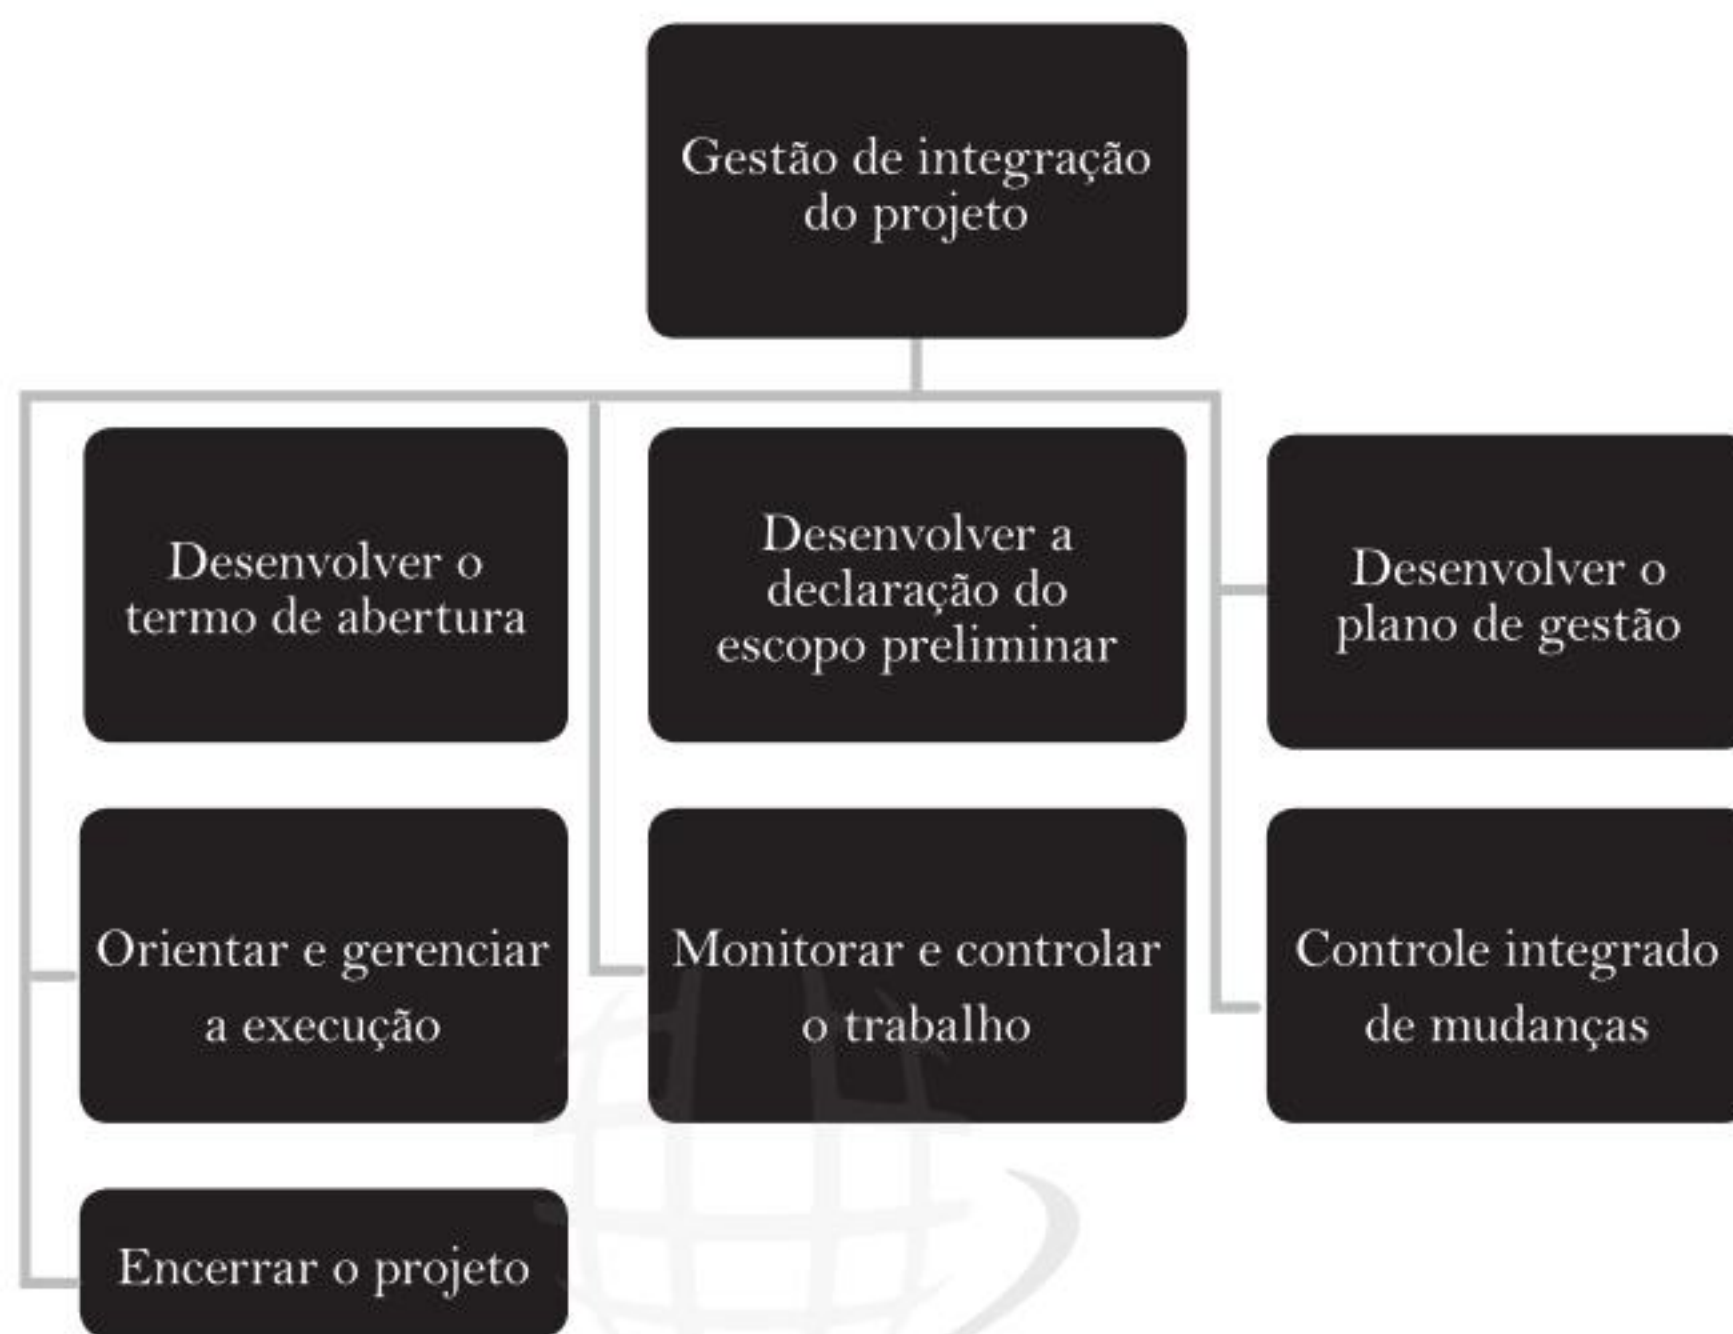 Gestão de integração
do projeto
Desenvolver o
termo de abertura
Desenvolver a
declaração do
escopo preliminar
Desenvolver o
plano de gestão
Orientar e gerenciar
a execução
Monitorar e controlar
o trabalho
Controle integrado
de mudanças
Encerrar o projeto